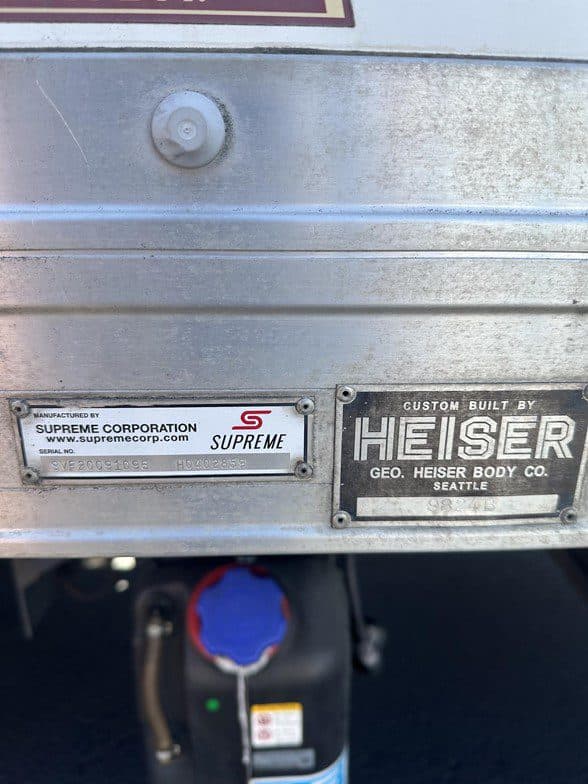 MANUFACTURED BY
SUPREME CORPORATION
www.supremecorp.com
SUPREME
SERIAL NO.
CUSTOM BUILT BY
HEISER
GEO. HEISER BODY CO.
SEATTLE